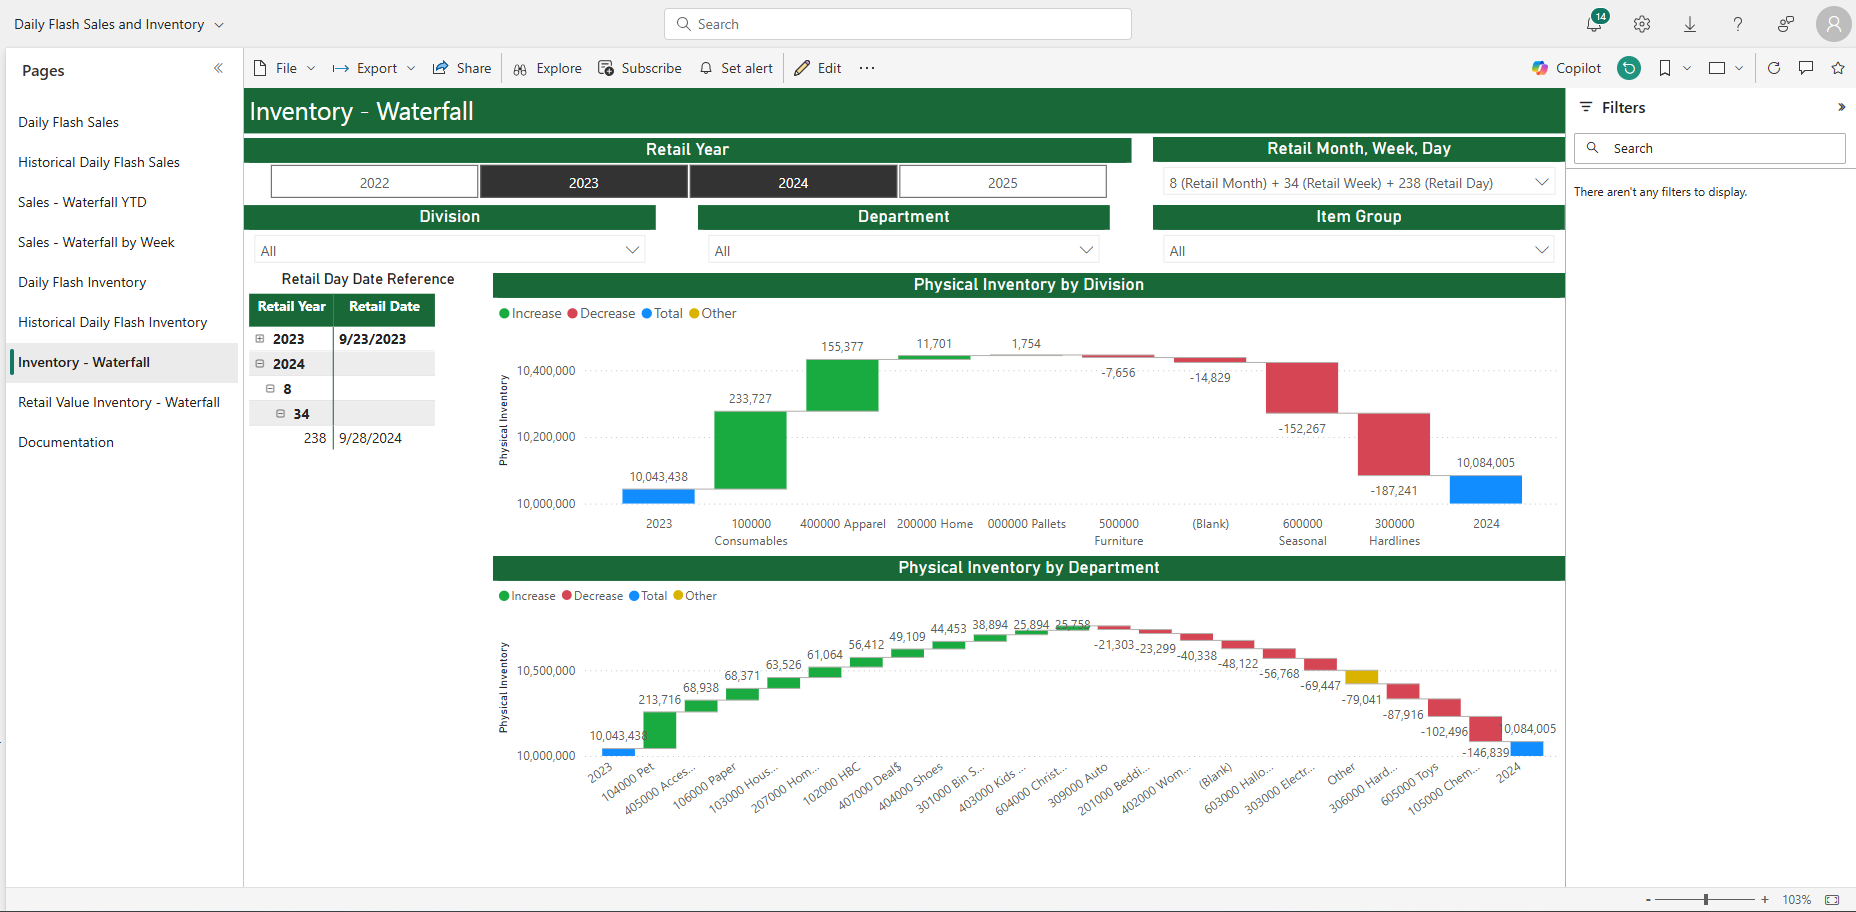 Daily Flash Sales and Inventory
Search
14
Pages
File
Export
Share
Explore
Subscribe
Set alert
Edit
Copilot
Daily Flash Sales
Historical Daily Flash Sales
Sales - Waterfall YTD
Sales - Waterfall by Week
Daily Flash Inventory
Historical Daily Flash Inventory
Inventory - Waterfall
Retail Value Inventory - Waterfall
Documentation
Inventory - Waterfall
Retail Year
2022
2023
2024
2025
Retail Month, Week, Day
8 (Retail Month) + 34 (Retail Week) + 238 (Retail Day)
Division
All
Department
All
Item Group
All
Retail Day Date Reference
Retail Year Retail Date
2023 9/23/2023
2024
8
34
238 9/28/2024
Physical Inventory by Division
Increase Decrease Total Other
Physical Inventory
10,400,000
10,200,000
10,000,000
10,043,438
233,727
155,377
11,701
1,754
-7,656
-14,829
-152,267
-187,241
10,084,005
2023
100000 Consumables
400000 Apparel
200000 Home
000000 Pallets
500000 Furniture
(Blank)
600000 Seasonal
300000 Hardlines
2024
Physical Inventory by Department
Increase Decrease Total Other
Physical Inventory
10,500,000
10,000,000
10,043,438
213,716
68,938
68,371
63,526
61,064
56,412
49,109
44,453
38,894
25,894
25,758
-21,303
-23,299
-40,338
-48,122
-56,768
-69,447
-79,041
-87,916
-102,496
-146,839
0,084,005
2023
104000 Pet
405000 Acces...
106000 Paper
103000 Hous...
207000 Hom...
102000 HBC
407000 Deal$
404000 Shoes
301000 Bin S...
403000 Kids ...
604000 Christ...
309000 Auto
201000 Beddi...
402000 Wom...
(Blank)
603000 Hallo...
303000 Electr...
Other
306000 Hard...
605000 Toys
105000 Chem...
2024
Filters
Search
There aren't any filters to display.
103%